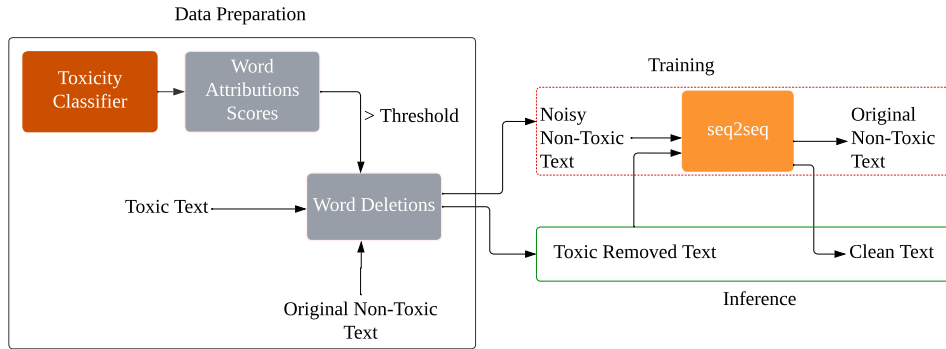 Data Preparation
Toxicity
Classifier
Word
Attributions
Scores
> Threshold
Toxic Text
Word Deletions
Original Non-Toxic
Text
Training
Noisy
Non-Toxic
Text
seq2seq
Original
Non-Toxic
Text
Toxic Removed Text
Clean Text
Inference